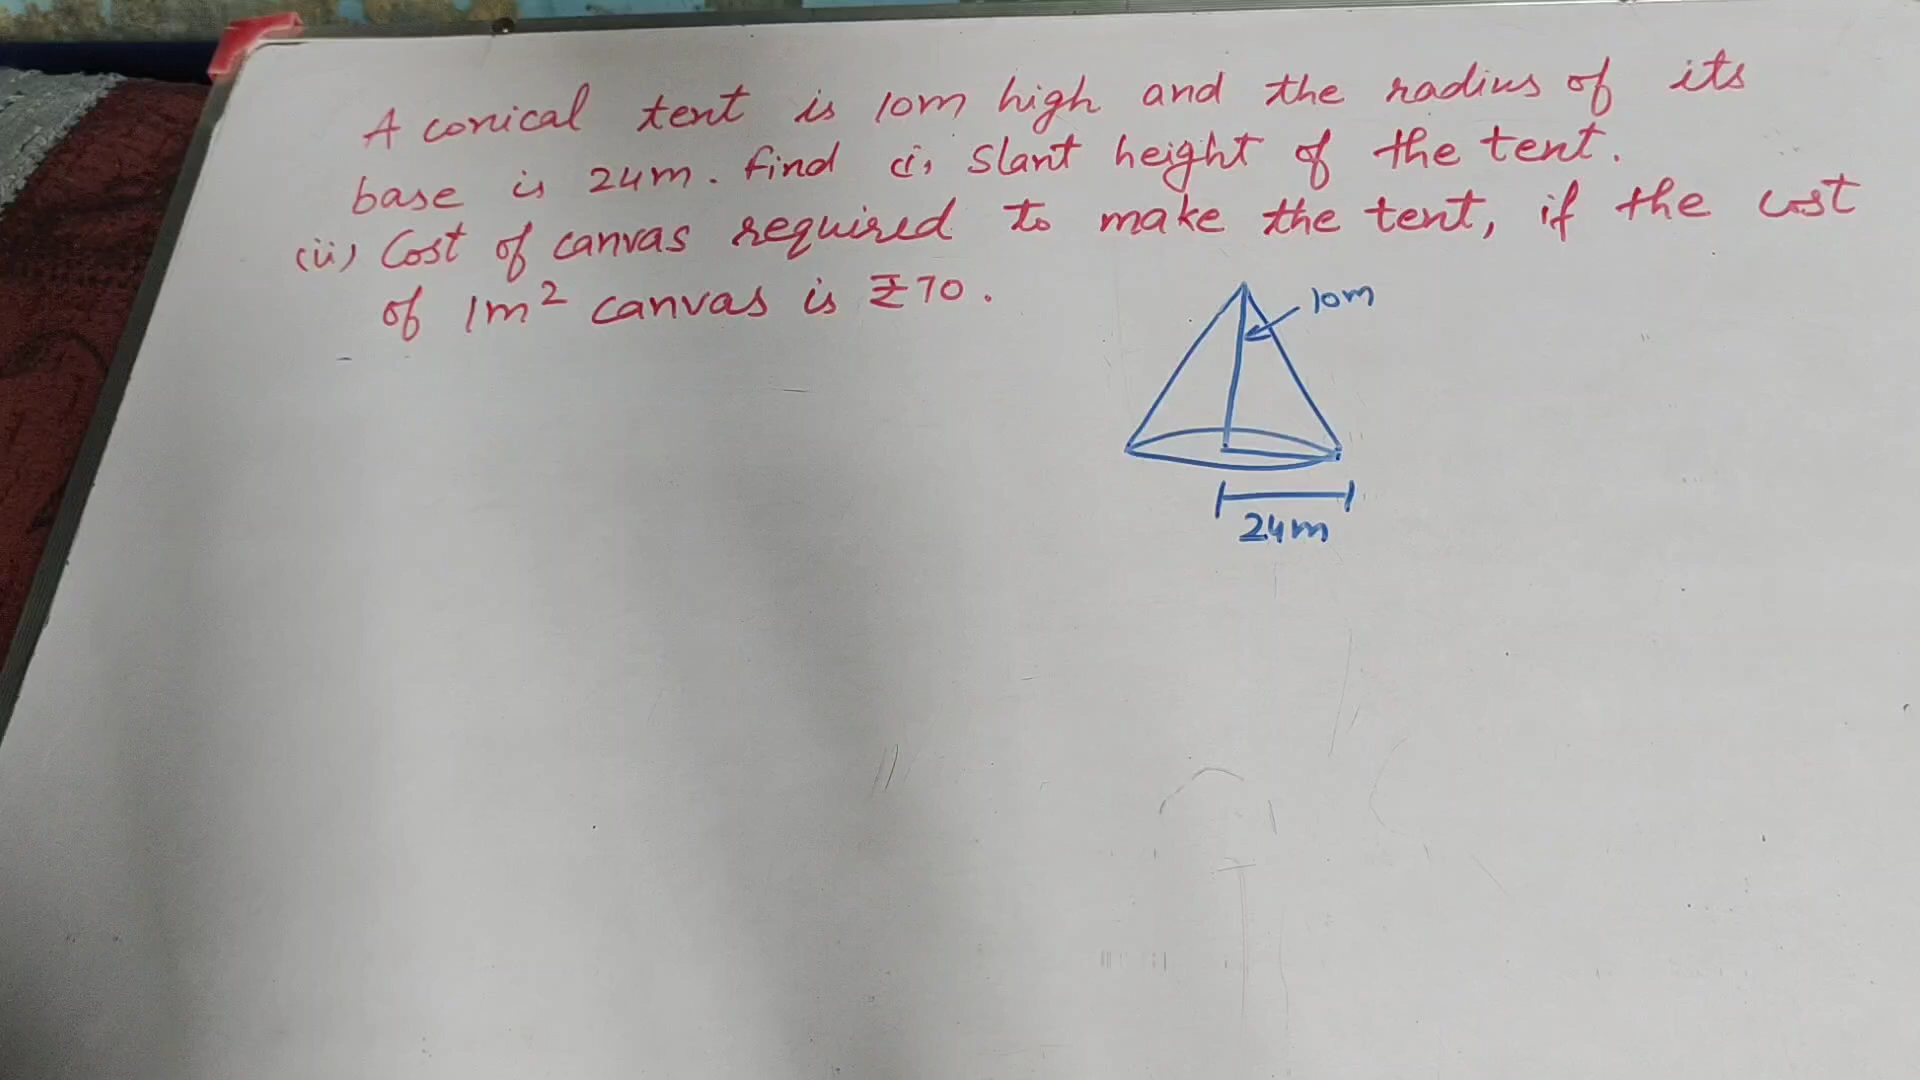 A conical tent is 10m high and the radius of its
base is 24m. find (i) Slant height of the tent.
(ii) Cost of canvas required to make the tent, if the cost
of 1m² canvas is ₹70.
10m
24m